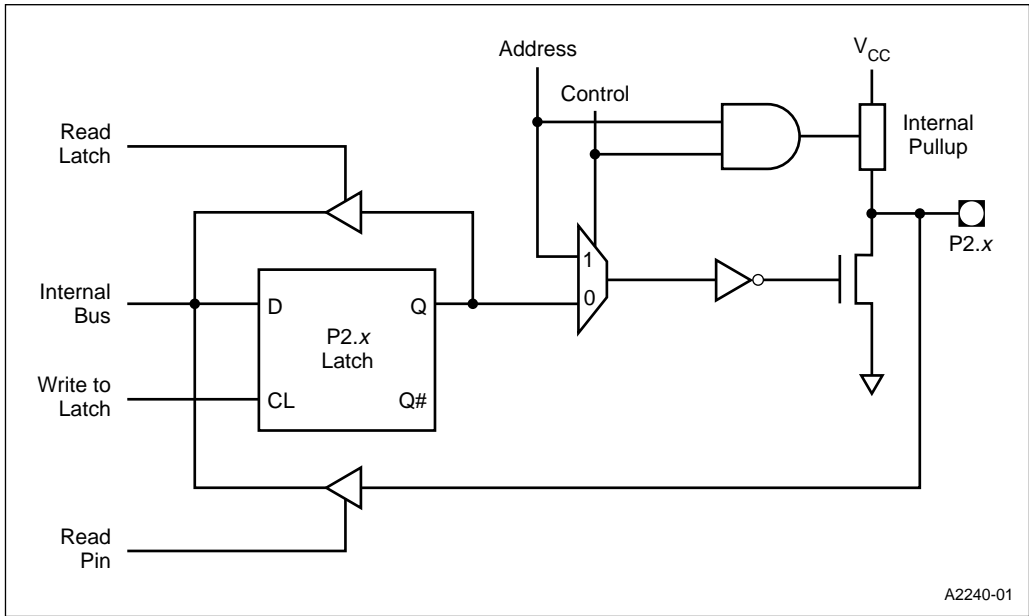 Address
Control
V_CC
Internal
Pullup
Read
Latch
P2.x
1
0
Internal
Bus
D
Q
P2.x
Latch
Write to
Latch
CL
Q#
Read
Pin
A2240-01